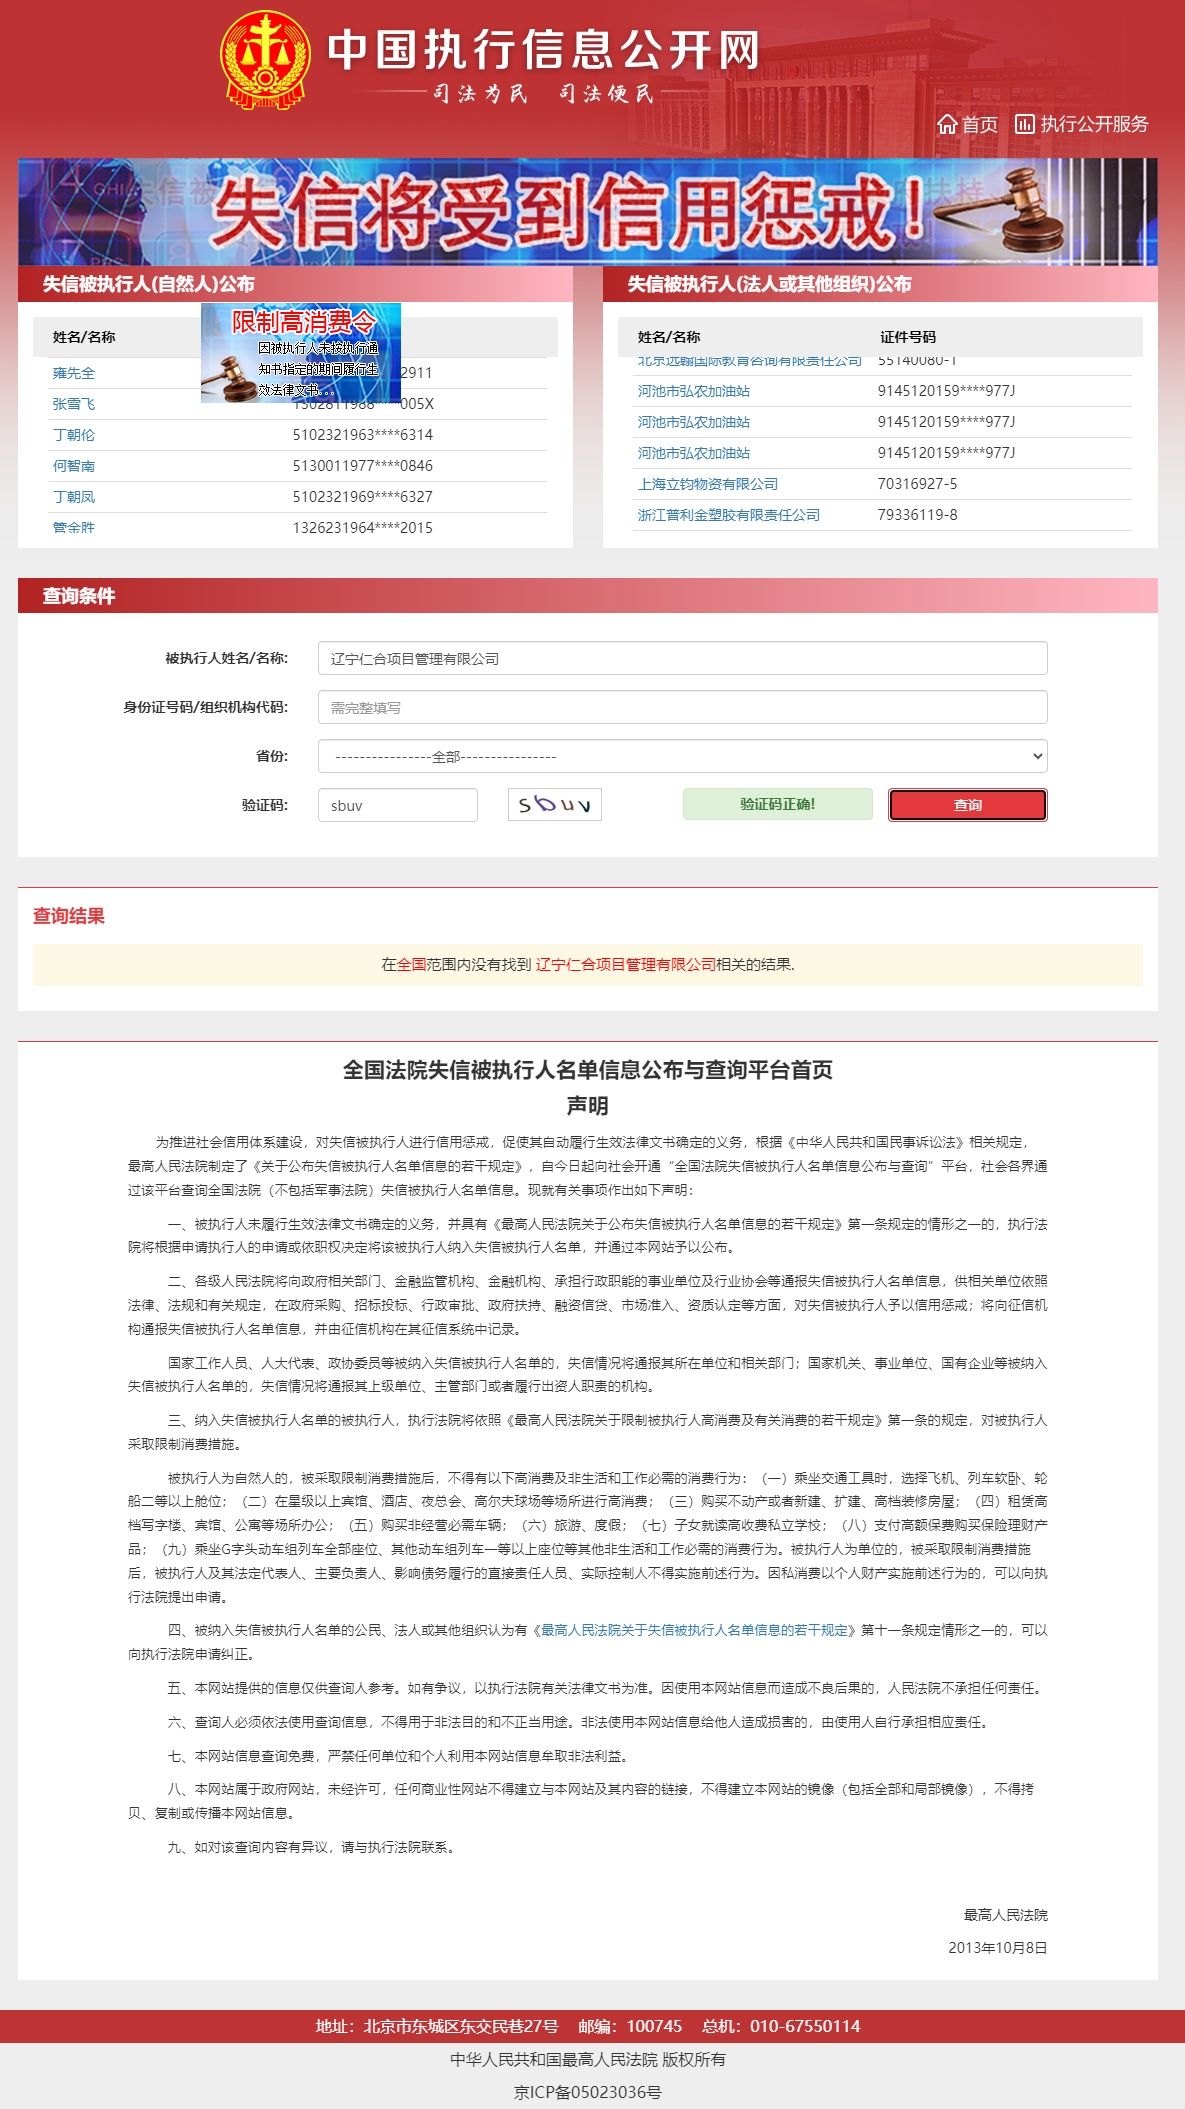 中国执行信息公开网
司法为民 司法便民
首页 执行公开服务
失信将受到信用惩戒！
失信被执行人(自然人)公布
姓名/名称
雍先全 2911
张雪飞 1302811988****005X
丁朝伦 5102321963****6314
何智南 5130011977****0846
丁朝凤 5102321969****6327
管金胜 1326231964****2015
限制高消费令
因被执行人未按执行通
知书指定的期间履行生
效法律文书...
失信被执行人(法人或其他组织)公布
姓名/名称 证件号码
北京远翰国际教育咨询有限责任公司 55140080-1
河池市弘农加油站 9145120159****977J
河池市弘农加油站 9145120159****977J
河池市弘农加油站 9145120159****977J
上海立钧物资有限公司 70316927-5
浙江普利金塑胶有限责任公司 79336119-8
查询条件
被执行人姓名/名称: 辽宁仁合项目管理有限公司
身份证号码/组织机构代码: 需完整填写
省份: ----------------全部----------------
验证码: sbuv sbuv 验证码正确! 查询
查询结果
在全国范围内没有找到 辽宁仁合项目管理有限公司相关的结果.
全国法院失信被执行人名单信息公布与查询平台首页
声明
为推进社会信用体系建设，对失信被执行人进行信用惩戒，促使其自动履行生效法律文书确定的义务，根据《中华人民共和国民事诉讼法》相关规定，
最高人民法院制定了《关于公布失信被执行人名单信息的若干规定》，自今日起向社会开通“全国法院失信被执行人名单信息公布与查询”平台，社会各界通
过该平台查询全国法院（不包括军事法院）失信被执行人名单信息。现就有关事项作出如下声明：
一、被执行人未履行生效法律文书确定的义务，并具有《最高人民法院关于公布失信被执行人名单信息的若干规定》第一条规定的情形之一的，执行法
院将根据申请执行人的申请或依职权决定将该被执行人纳入失信被执行人名单，并通过本网站予以公布。
二、各级人民法院将向政府相关部门、金融监管机构、金融机构、承担行政职能的事业单位及行业协会等通报失信被执行人名单信息，供相关单位依照
法律、法规和有关规定，在政府采购、招标投标、行政审批、政府扶持、融资信贷、市场准入、资质认定等方面，对失信被执行人予以信用惩戒；将向征信机
构通报失信被执行人名单信息，并由征信机构在其征信系统中记录。
国家工作人员、人大代表、政协委员等被纳入失信被执行人名单的，失信情况将通报其所在单位和相关部门；国家机关、事业单位、国有企业等被纳入
失信被执行人名单的，失信情况将通报其上级单位、主管部门或者履行出资人职责的机构。
三、纳入失信被执行人名单的被执行人，执行法院将依照《最高人民法院关于限制被执行人高消费及有关消费的若干规定》第一条的规定，对被执行人
采取限制消费措施。
被执行人为自然人的，被采取限制消费措施后，不得有以下高消费及非生活和工作必需的消费行为：（一）乘坐交通工具时，选择飞机、列车软卧、轮
船二等以上舱位；（二）在星级以上宾馆、酒店、夜总会、高尔夫球场等场所进行高消费；（三）购买不动产或者新建、扩建、高档装修房屋；（四）租赁高
档写字楼、宾馆、公寓等场所办公；（五）购买非经营必需车辆；（六）旅游、度假；（七）子女就读高收费私立学校；（八）支付高额保费购买保险理财产
品；（九）乘坐G字头动车组列车全部座位、其他动车组列车一等以上座位等其他非生活和工作必需的消费行为。被执行人为单位的，被采取限制消费措施
后，被执行人及其法定代表人、主要负责人、影响债务履行的直接责任人员、实际控制人不得实施前述行为。因私消费以个人财产实施前述行为的，可以向执
行法院提出申请。
四、被纳入失信被执行人名单的公民、法人或其他组织认为有《最高人民法院关于失信被执行人名单信息的若干规定》第十一条规定情形之一的，可以
向执行法院申请纠正。
五、本网站提供的信息仅供查询人参考。如有争议，以执行法院有关法律文书为准。因使用本网站信息而造成不良后果的，人民法院不承担任何责任。
六、查询人必须依法使用查询信息，不得用于非法目的和不正当用途。非法使用本网站信息给他人造成损害的，由使用人自行承担相应责任。
七、本网站信息查询免费，严禁任何单位和个人利用本网站信息牟取非法利益。
八、本网站属于政府网站，未经许可，任何商业性网站不得建立与本网站及其内容的链接，不得建立本网站的镜像（包括全部和局部镜像），不得拷
贝、复制或传播本网站信息。
九、如对该查询内容有异议，请与执行法院联系。
最高人民法院
2013年10月8日
地址：北京市东城区东交民巷27号 邮编：100745 总机：010-67550114
中华人民共和国最高人民法院 版权所有
京ICP备05023036号